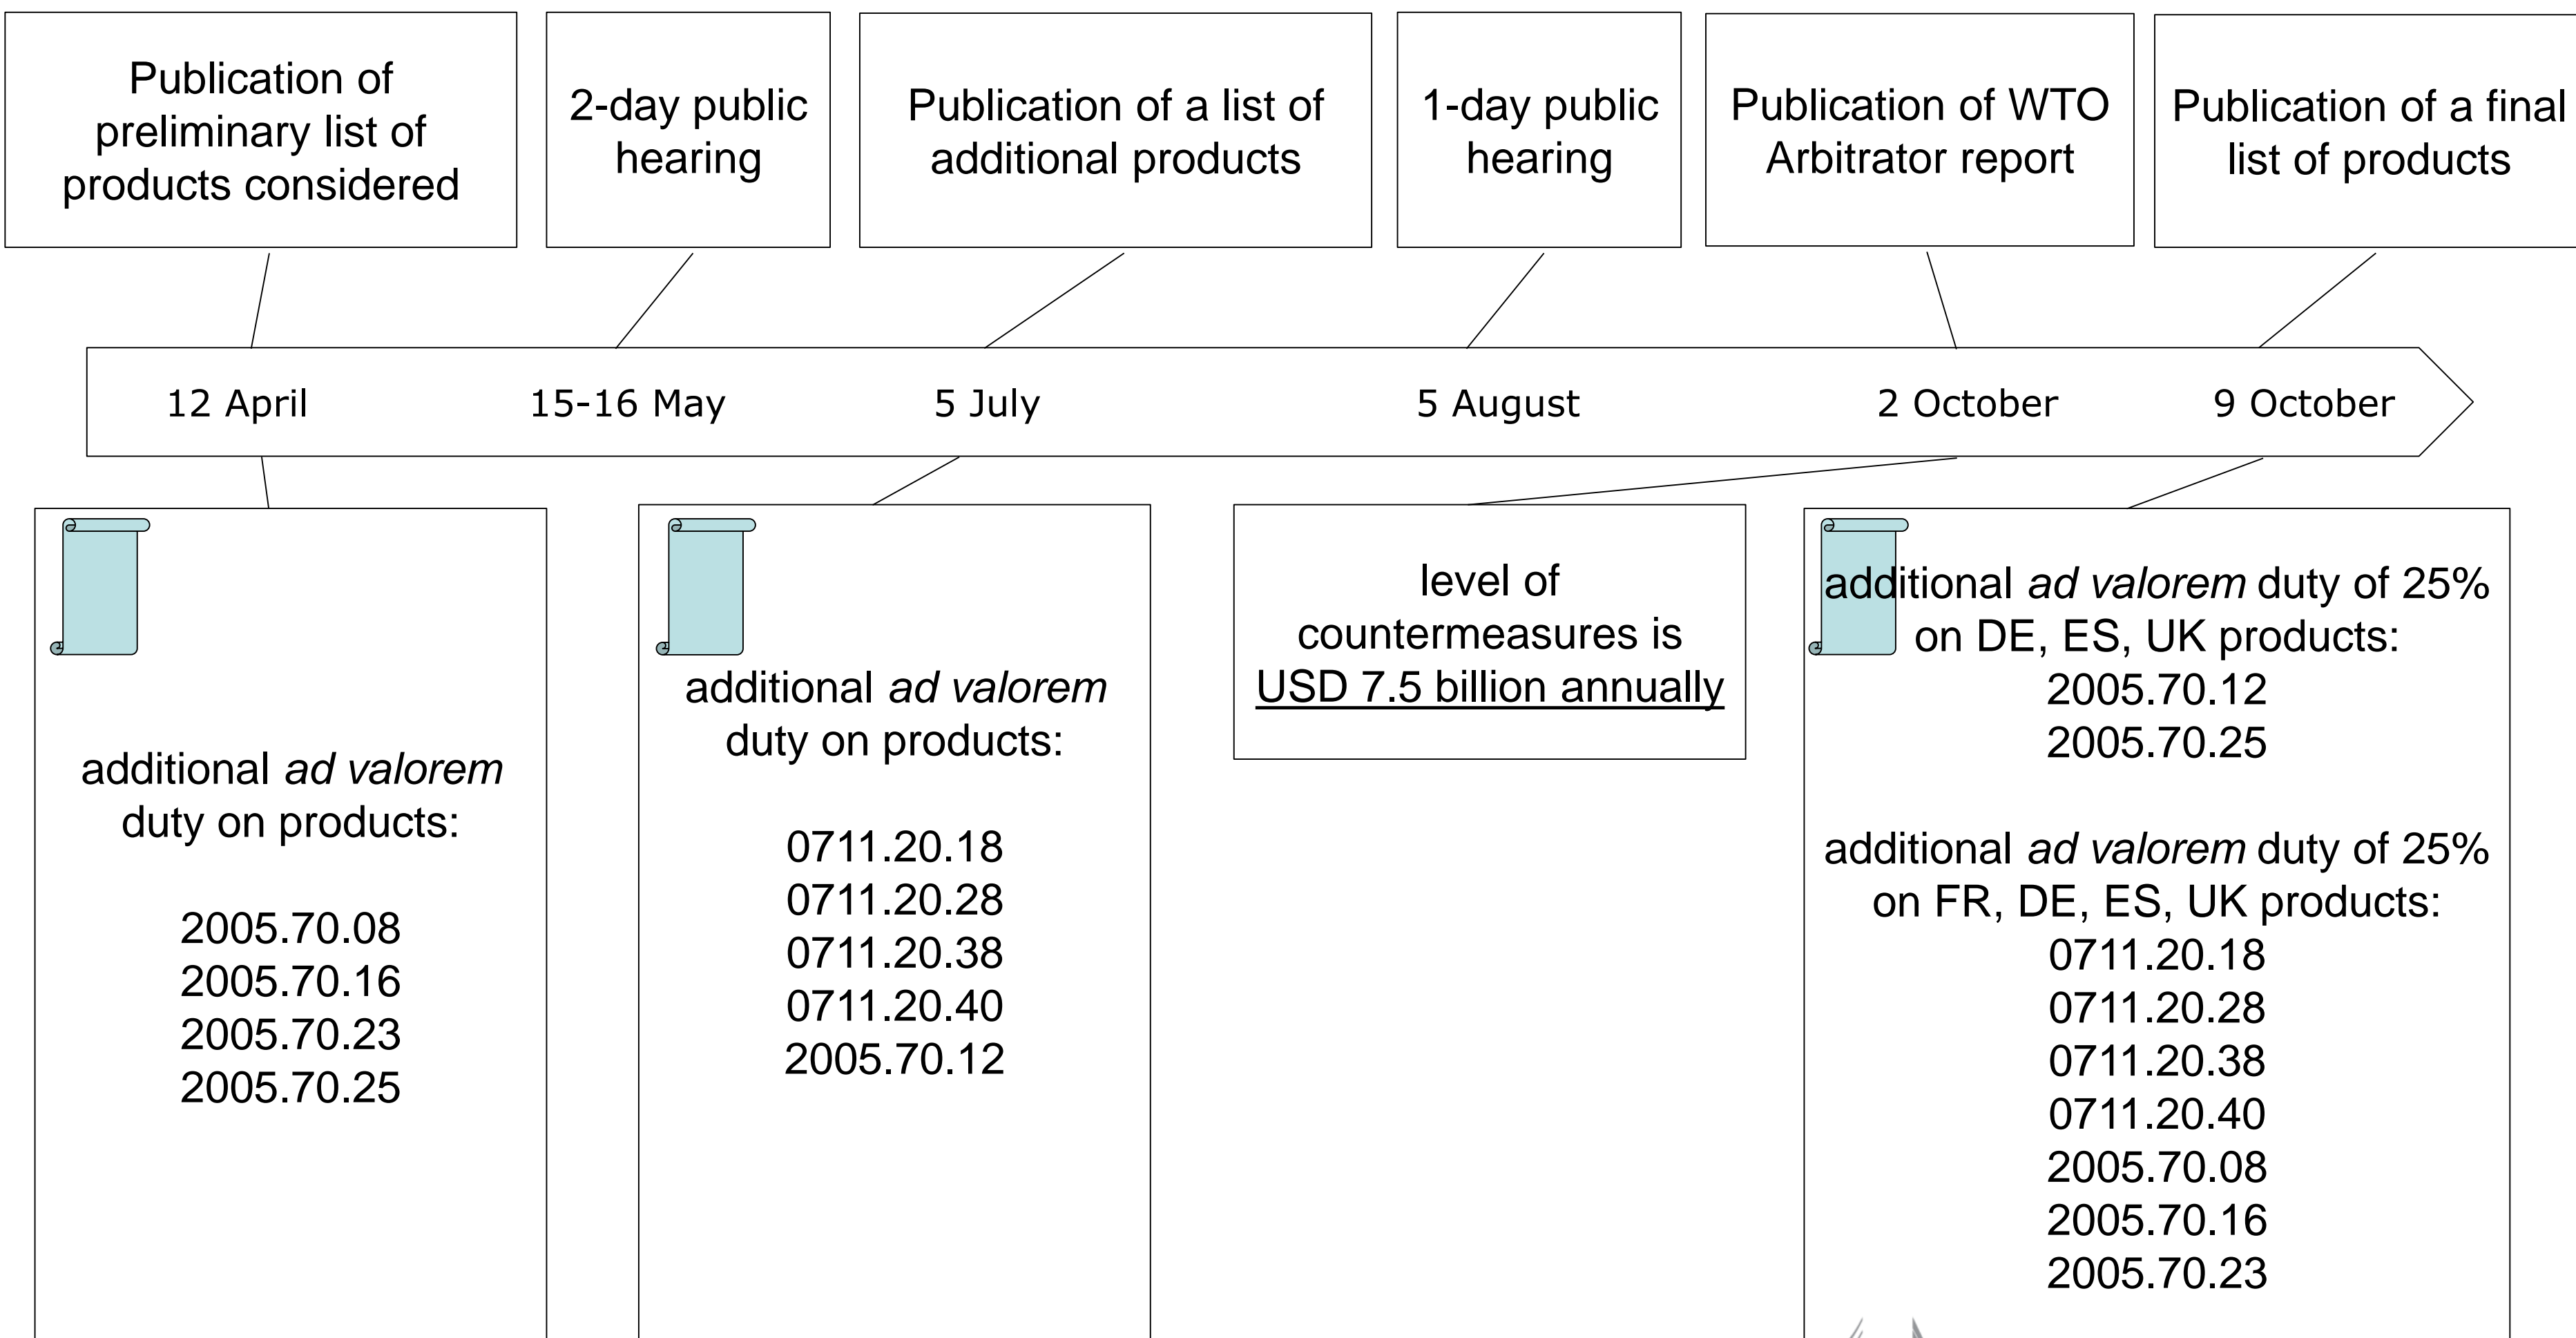 Publication of
preliminary list of
products considered
2-day public
hearing
Publication of a list of
additional products
1-day public
hearing
Publication of WTO
Arbitrator report
Publication of a final
list of products
12 April
15-16 May
5 July
5 August
2 October
9 October
additional ad valorem
duty on products:
2005.70.08
2005.70.16
2005.70.23
2005.70.25
additional ad valorem
duty on products:
0711.20.18
0711.20.28
0711.20.38
0711.20.40
2005.70.12
level of
countermeasures is
USD 7.5 billion annually
additional ad valorem duty of 25%
on DE, ES, UK products:
2005.70.12
2005.70.25
additional ad valorem duty of 25%
on FR, DE, ES, UK products:
0711.20.18
0711.20.28
0711.20.38
0711.20.40
2005.70.08
2005.70.16
2005.70.23